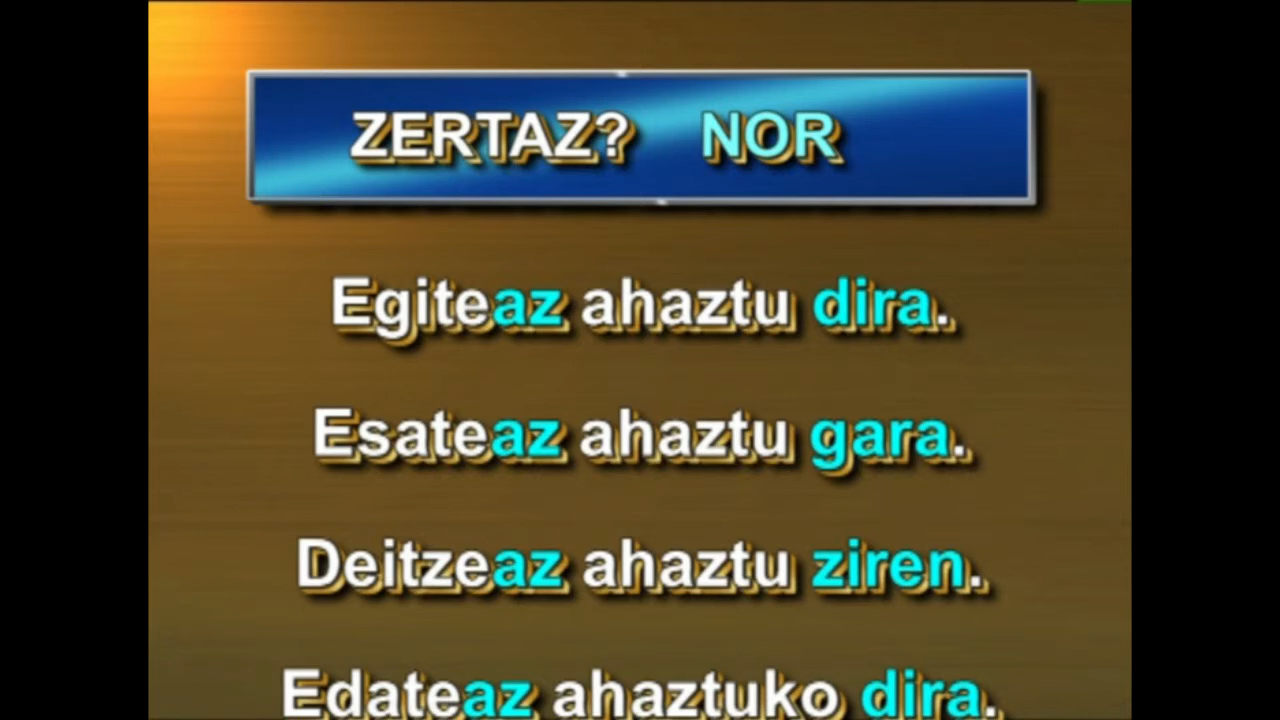 ZERTAZ? NOR
Egiteaz ahaztu dira.
Esateaz ahaztu gara.
Deitzeaz ahaztu ziren.
Edateaz ahaztuko dira.